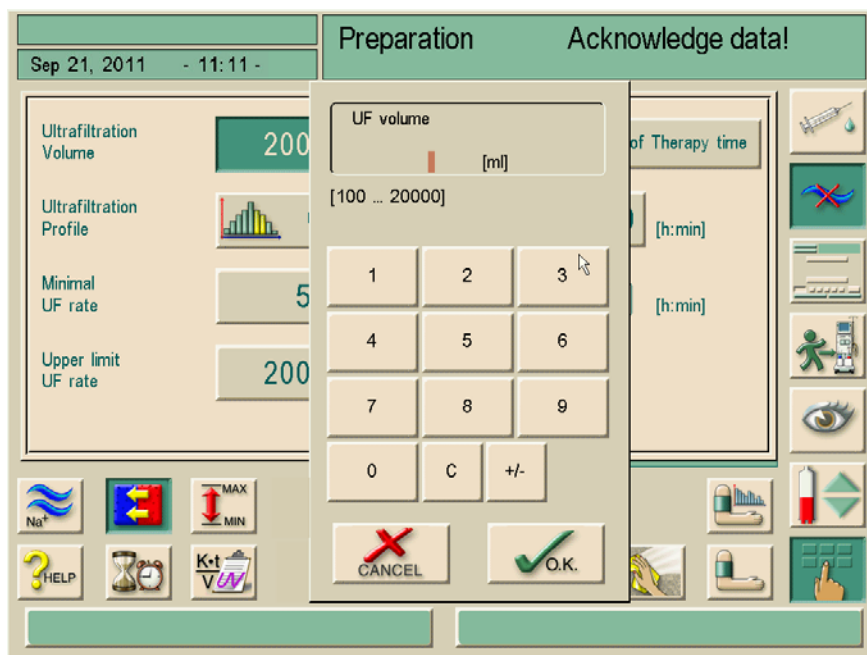 Preparation Acknowledge data!
Sep 21, 2011 - 11:11 -
Ultrafiltration
Volume
200
UF volume
[ml]
[100 ... 20000]
of Therapy time
Ultrafiltration
Profile
[h:min]
Minimal
UF rate
5
[h:min]
Upper limit
UF rate
200
1 2 3
4 5 6
7 8 9
0 C +/-
CANCEL O.K.
Na+
MAX
MIN
HELP
K•t
V UV